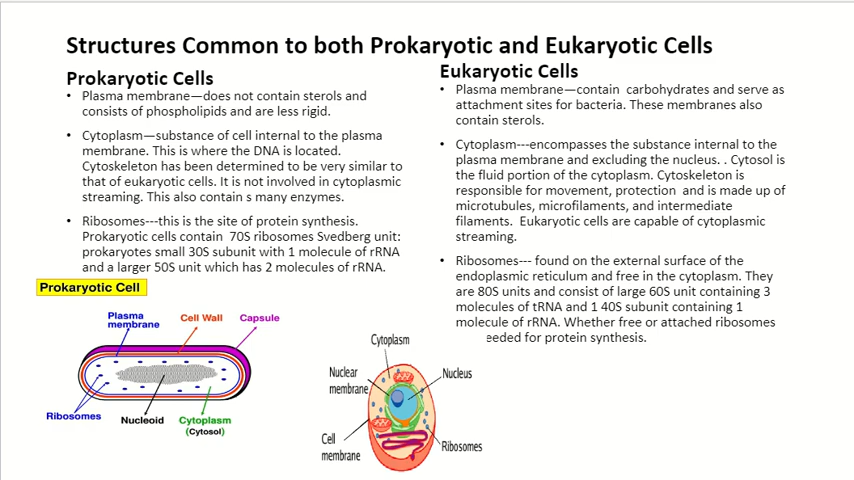 Structures Common to both Prokaryotic and Eukaryotic Cells
Prokaryotic Cells
• Plasma membrane—does not contain sterols and
consists of phospholipids and are less rigid.
• Cytoplasm—substance of cell internal to the plasma
membrane. This is where the DNA is located.
Cytoskeleton has been determined to be very similar to
that of eukaryotic cells. It is not involved in cytoplasmic
streaming. This also contain s many enzymes.
• Ribosomes---this is the site of protein synthesis.
Prokaryotic cells contain 70S ribosomes Svedberg unit:
prokaryotes small 30S subunit with 1 molecule of rRNA
and a larger 50S unit which has 2 molecules of rRNA.
Eukaryotic Cells
• Plasma membrane—contain carbohydrates and serve as
attachment sites for bacteria. These membranes also
contain sterols.
• Cytoplasm---encompasses the substance internal to the
plasma membrane and excluding the nucleus. . Cytosol is
the fluid portion of the cytoplasm. Cytoskeleton is
responsible for movement, protection and is made up of
microtubules, microfilaments, and intermediate
filaments. Eukaryotic cells are capable of cytoplasmic
streaming.
• Ribosomes--- found on the external surface of the
endoplasmic reticulum and free in the cytoplasm. They
are 80S units and consist of large 60S unit containing 3
molecules of tRNA and 1 40S subunit containing 1
molecule of rRNA. Whether free or attached ribosomes
eeded for protein synthesis.
Prokaryotic Cell
Plasma
membrane
Cell Wall
Capsule
Ribosomes
Nucleoid
Cytoplasm
(Cytosol)
Cytoplasm
Nuclear
membrane
Nucleus
Cell
membrane
Ribosomes